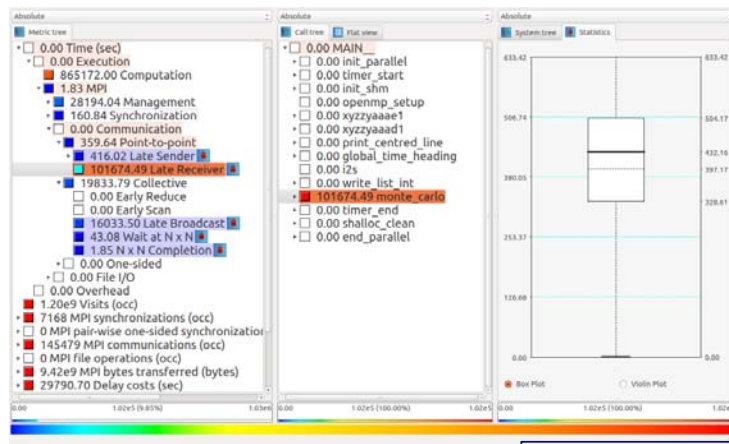 Absolute
Metric tree
0.00 Time (sec)
0.00 Execution
865172.00 Computation
1.83 MPI
28194.04 Management
160.84 Synchronization
0.00 Communication
359.64 Point-to-point
416.02 Late Sender
101674.49 Late Receiver
19833.79 Collective
0.00 Early Reduce
0.00 Early Scan
16033.50 Late Broadcast
43.08 Wait at N x N
1.85 N x N Completion
0.00 One-sided
0.00 File I/O
0.00 Overhead
1.20e9 Visits (occ)
7168 MPI synchronizations (occ)
0 MPI pair-wise one-sided synchronization
145479 MPI communications (occ)
0 MPI file operations (occ)
9.42e9 MPI bytes transferred (bytes)
29790.70 Delay costs (sec)
0.00 1.02e5 (9.85%) 1.03e6
Absolute
Call tree Flat view
0.00 MAIN__
0.00 init_parallel
0.00 timer_start
0.00 init_shm
0.00 openmp_setup
0.00 xyzzyaaae1
0.00 xyzzyaaad1
0.00 print_centred_line
0.00 global_time_heading
0.00 i2s
0.00 write_list_int
101674.49 monte_carlo
0.00 timer_end
0.00 shalloc_clean
0.00 end_parallel
0.00 1.02e5 (100.00%) 1.02e5
Absolute
System tree Statistics
633.42 633.42
506.74 504.17
432.16
380.05 397.17
328.61
253.37
126.68
0.00 0.00
Box Plot Violin Plot
0.00 1.02e5 (100.00%) 1.02e